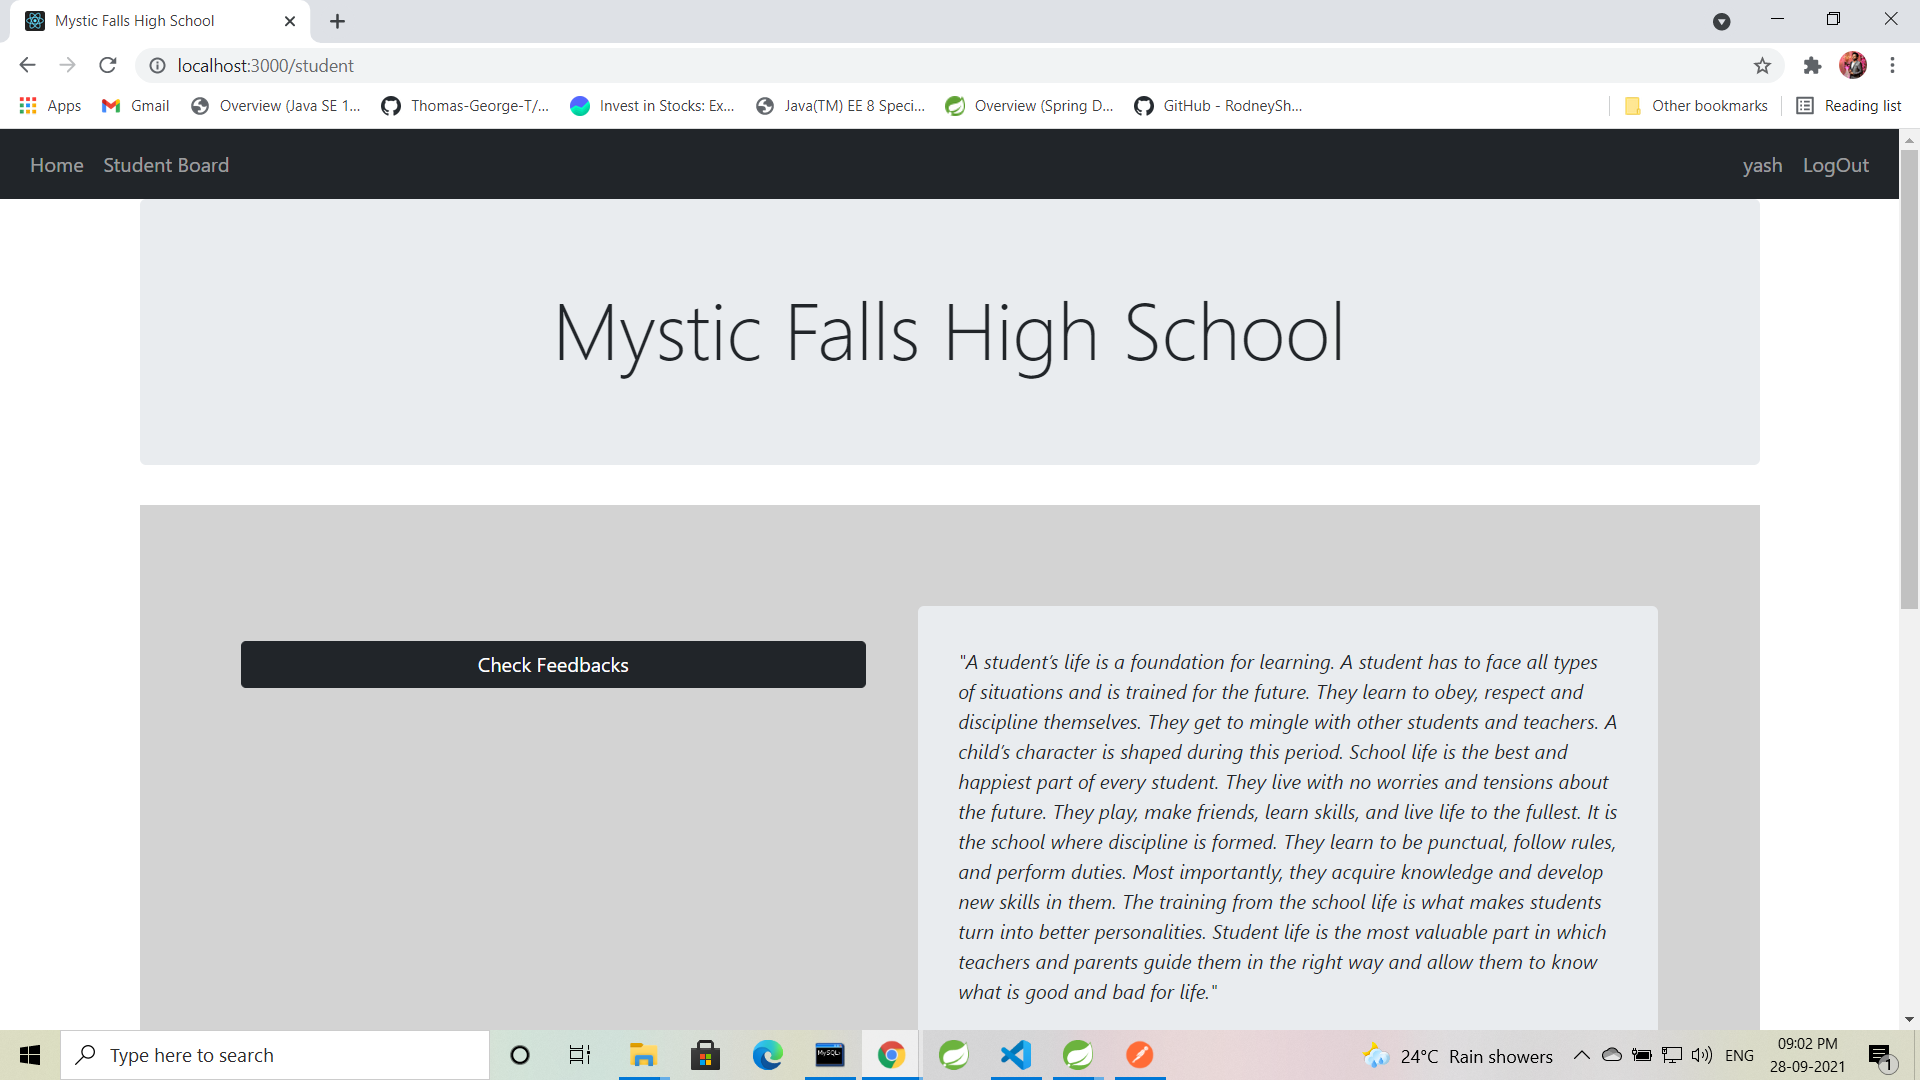 Mystic Falls High School
localhost:3000/student
Apps Gmail Overview (Java SE 1... Thomas-George-T/... Invest in Stocks: Ex... Java(TM) EE 8 Speci... Overview (Spring D... GitHub - RodneySh... Other bookmarks Reading list
Home Student Board yash LogOut
Mystic Falls High School
Check Feedbacks
"A student's life is a foundation for learning. A student has to face all types
of situations and is trained for the future. They learn to obey, respect and
discipline themselves. They get to mingle with other students and teachers. A
child's character is shaped during this period. School life is the best and
happiest part of every student. They live with no worries and tensions about
the future. They play, make friends, learn skills, and live life to the fullest. It is
the school where discipline is formed. They learn to be punctual, follow rules,
and perform duties. Most importantly, they acquire knowledge and develop
new skills in them. The training from the school life is what makes students
turn into better personalities. Student life is the most valuable part in which
teachers and parents guide them in the right way and allow them to know
what is good and bad for life."
Type here to search
24°C Rain showers
ENG
09:02 PM
28-09-2021
1